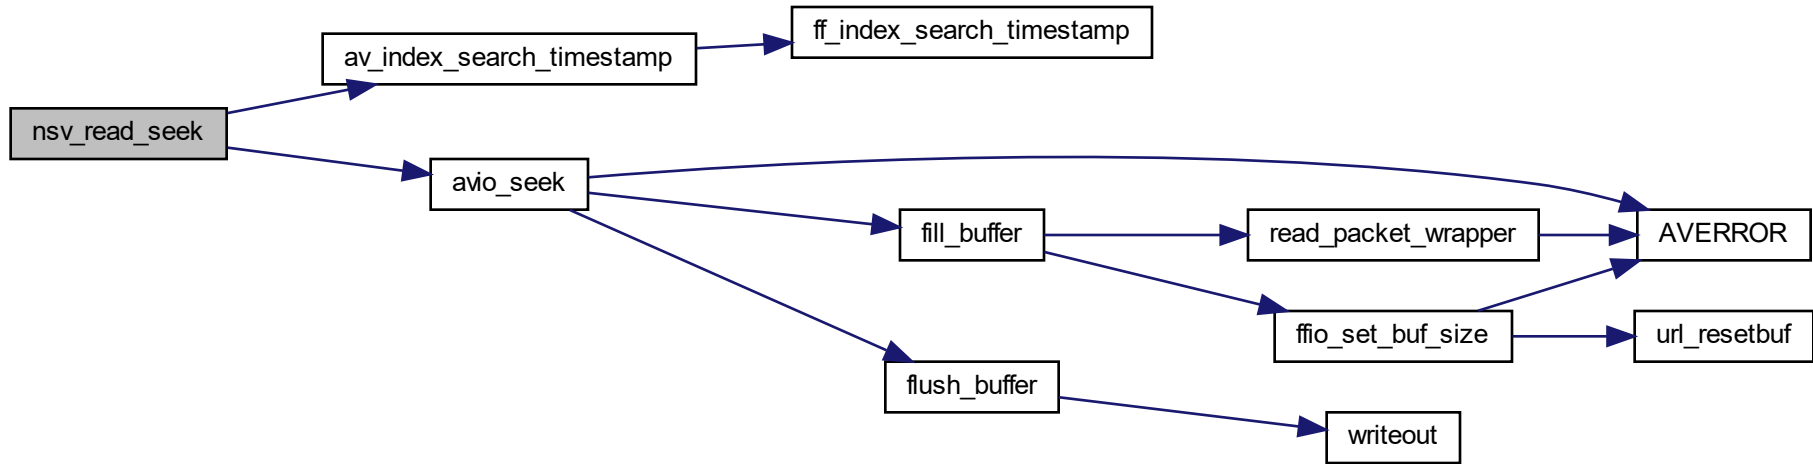 ff_index_search_timestamp
av_index_search_timestamp
nsv_read_seek
avio_seek
fill_buffer
read_packet_wrapper
AVERROR
ffio_set_buf_size
url_resetbuf
flush_buffer
writeout